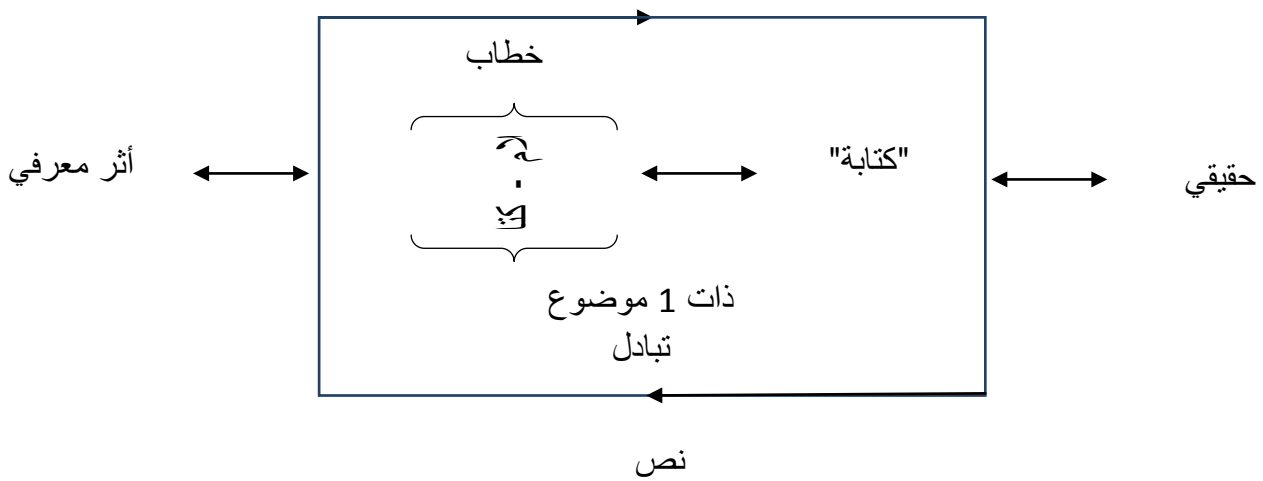 خطاب
حقيقي
"كتابة"
أثر معرفي
ذات 1 موضوع
تبادل
نص